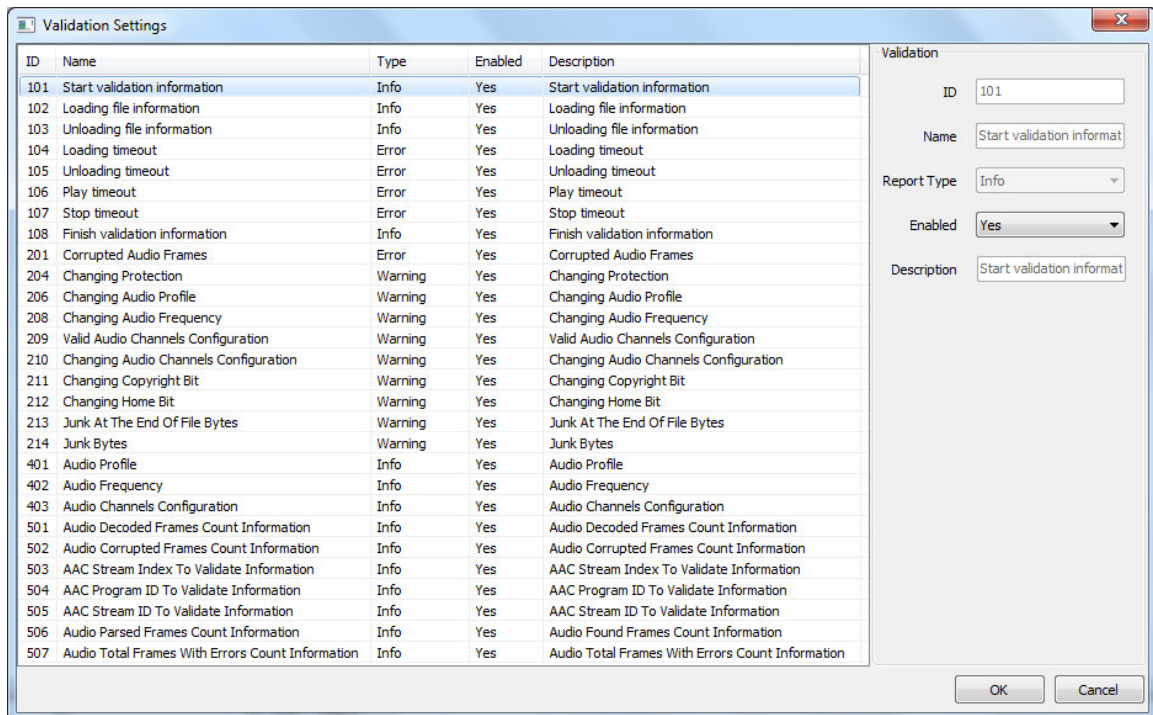 Validation Settings
ID Name Type Enabled Description
101 Start validation information Info Yes Start validation information
102 Loading file information Info Yes Loading file information
103 Unloading file information Info Yes Unloading file information
104 Loading timeout Error Yes Loading timeout
105 Unloading timeout Error Yes Unloading timeout
106 Play timeout Error Yes Play timeout
107 Stop timeout Error Yes Stop timeout
108 Finish validation information Info Yes Finish validation information
201 Corrupted Audio Frames Error Yes Corrupted Audio Frames
204 Changing Protection Warning Yes Changing Protection
206 Changing Audio Profile Warning Yes Changing Audio Profile
208 Changing Audio Frequency Warning Yes Changing Audio Frequency
209 Valid Audio Channels Configuration Warning Yes Valid Audio Channels Configuration
210 Changing Audio Channels Configuration Warning Yes Changing Audio Channels Configuration
211 Changing Copyright Bit Warning Yes Changing Copyright Bit
212 Changing Home Bit Warning Yes Changing Home Bit
213 Junk At The End Of File Bytes Warning Yes Junk At The End Of File Bytes
214 Junk Bytes Warning Yes Junk Bytes
401 Audio Profile Info Yes Audio Profile
402 Audio Frequency Info Yes Audio Frequency
403 Audio Channels Configuration Info Yes Audio Channels Configuration
501 Audio Decoded Frames Count Information Info Yes Audio Decoded Frames Count Information
502 Audio Corrupted Frames Count Information Info Yes Audio Corrupted Frames Count Information
503 AAC Stream Index To Validate Information Info Yes AAC Stream Index To Validate Information
504 AAC Program ID To Validate Information Info Yes AAC Program ID To Validate Information
505 AAC Stream ID To Validate Information Info Yes AAC Stream ID To Validate Information
506 Audio Parsed Frames Count Information Info Yes Audio Found Frames Count Information
507 Audio Total Frames With Errors Count Information Info Yes Audio Total Frames With Errors Count Information
Validation
ID 101
Name Start validation informat
Report Type Info
Enabled Yes
Description Start validation informat
OK Cancel